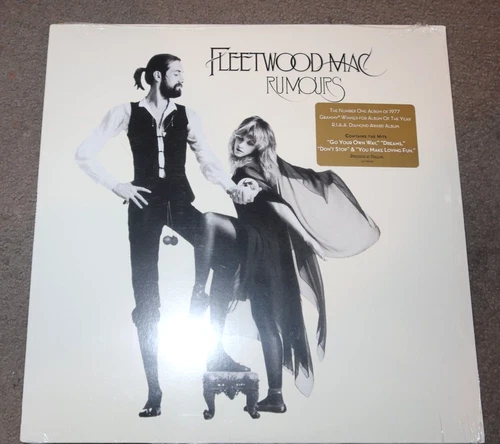 FLEETWOOD MAC
RUMOURS
THE NUMBER ONE ALBUM OF 1977
GRAMMY® WINNER FOR ALBUM OF THE YEAR
R.I.A.A. DIAMOND AWARD ALBUM
CONTAINS THE HITS
"GO YOUR OWN WAY," "DREAMS,"
"DON'T STOP" & "YOU MAKE LOVING FUN."